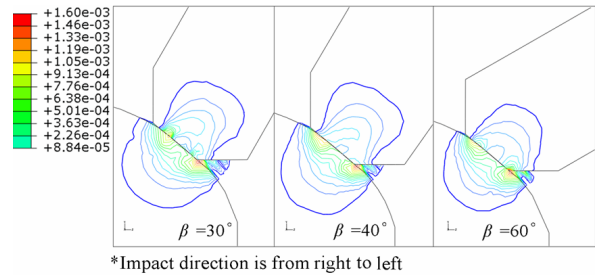 +1.60e-03
+1.46e-03
+1.33e-03
+1.19e-03
+1.05e-03
+9.13e-04
+7.76e-04
+6.38e-04
+5.01e-04
+3.63e-04
+2.26e-04
+8.84e-05
β =30°
β =40°
β =60°
*Impact direction is from right to left